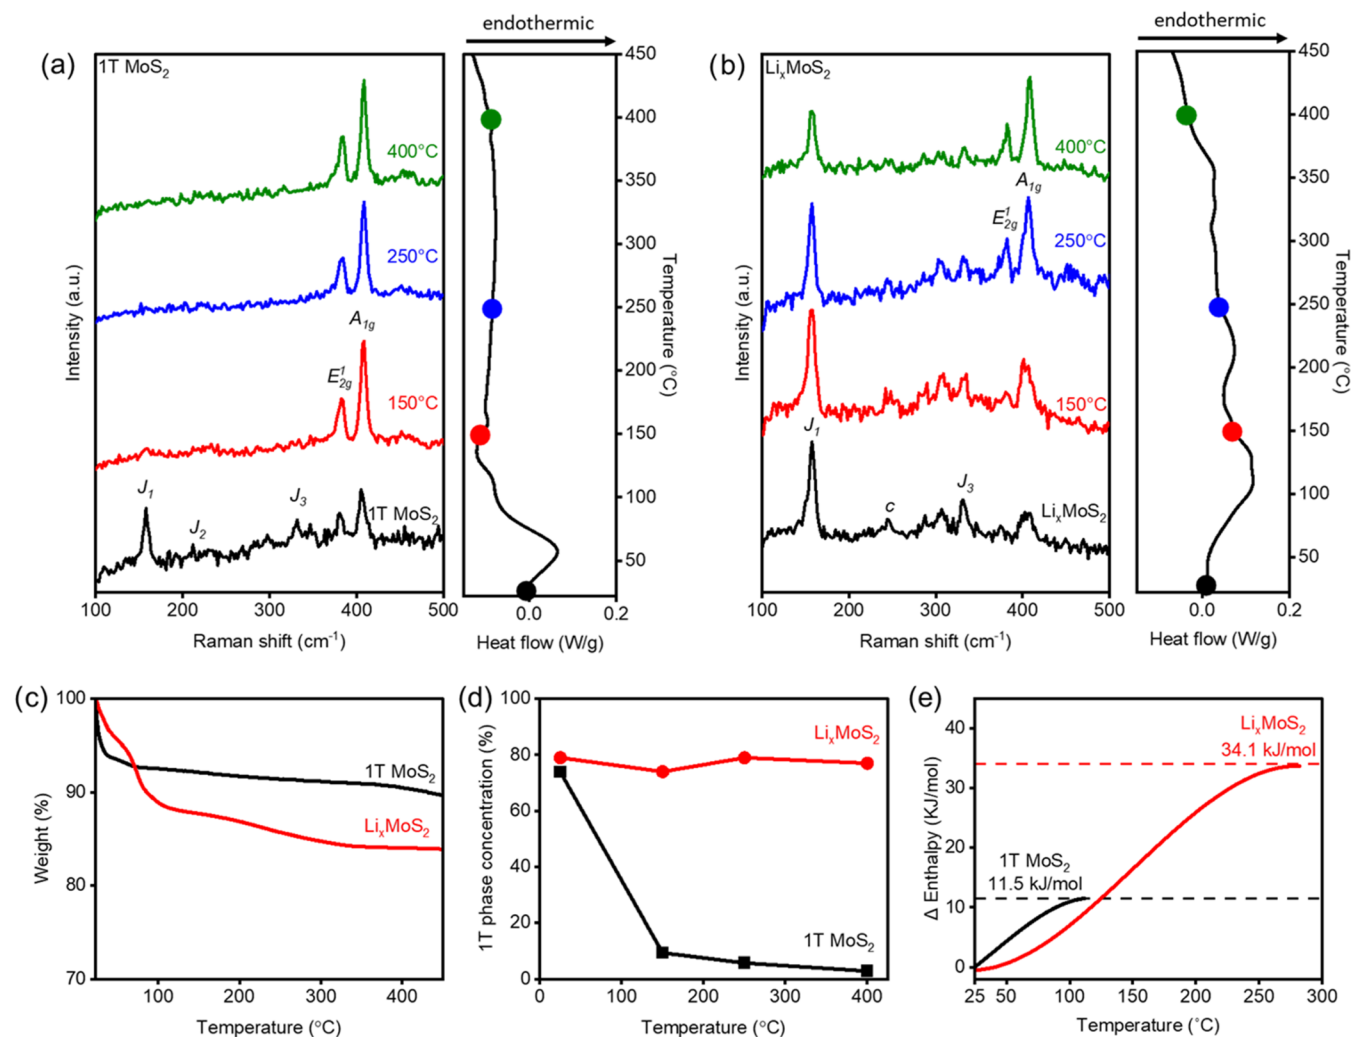 endothermic
(a)
1T MoS₂
400°C
250°C
A₁g
E¹₂g
150°C
J₁
J₂
J₃
1T MoS₂
Intensity (a.u.)
100
200
300
400
500
Raman shift (cm⁻¹)
450
400
350
300
250
200
150
100
50
Temperature (°C)
0.0
0.2
Heat flow (W/g)
endothermic
(b)
LiₓMoS₂
400°C
A₁g
E¹₂g
250°C
150°C
J₁
c
J₃
LiₓMoS₂
Intensity (a.u.)
100
200
300
400
500
Raman shift (cm⁻¹)
450
400
350
300
250
200
150
100
50
Temperature (°C)
0.0
0.2
Heat flow (W/g)
(c)
100
90
80
70
Weight (%)
1T MoS₂
LiₓMoS₂
100
200
300
400
Temperature (°C)
(d)
100
80
60
40
20
0
1T phase concentration (%)
LiₓMoS₂
1T MoS₂
0
100
200
300
400
Temperature (°C)
(e)
40
30
20
10
0
Δ Enthalpy (KJ/mol)
LiₓMoS₂
34.1 kJ/mol
1T MoS₂
11.5 kJ/mol
25
50
100
150
200
250
300
Temperature (°C)